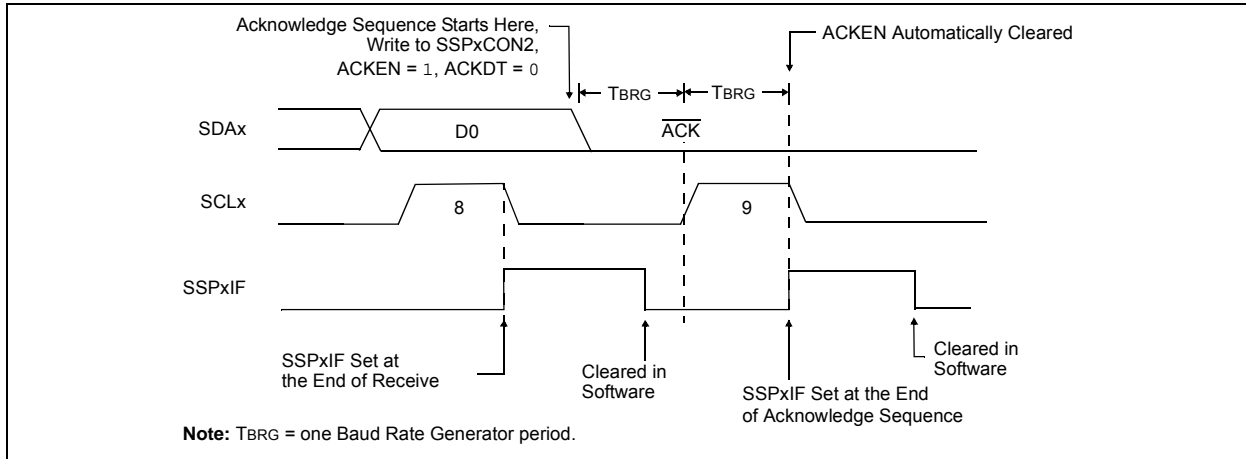 Acknowledge Sequence Starts Here,
Write to SSPxCON2,
ACKEN = 1, ACKDT = 0
ACKEN Automatically Cleared
TBRG
TBRG
SDAx
D0
ACK
SCLx
8
9
SSPxIF
SSPxIF Set at
the End of Receive
Cleared in
Software
SSPxIF Set at the End
of Acknowledge Sequence
Cleared in
Software
Note: TBRG = one Baud Rate Generator period.